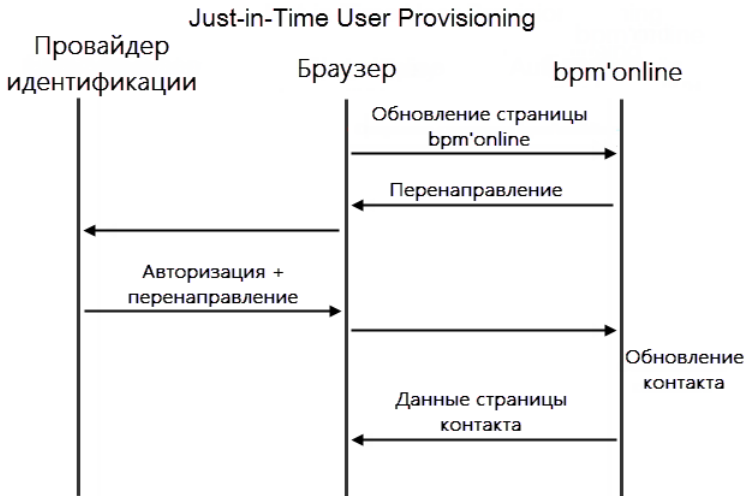 Just-in-Time User Provisioning
Провайдер
идентификации
Браузер
bpm'online
Обновление страницы
bpm'online
Перенаправление
Авторизация +
перенаправление
Обновление
контакта
Данные страницы
контакта